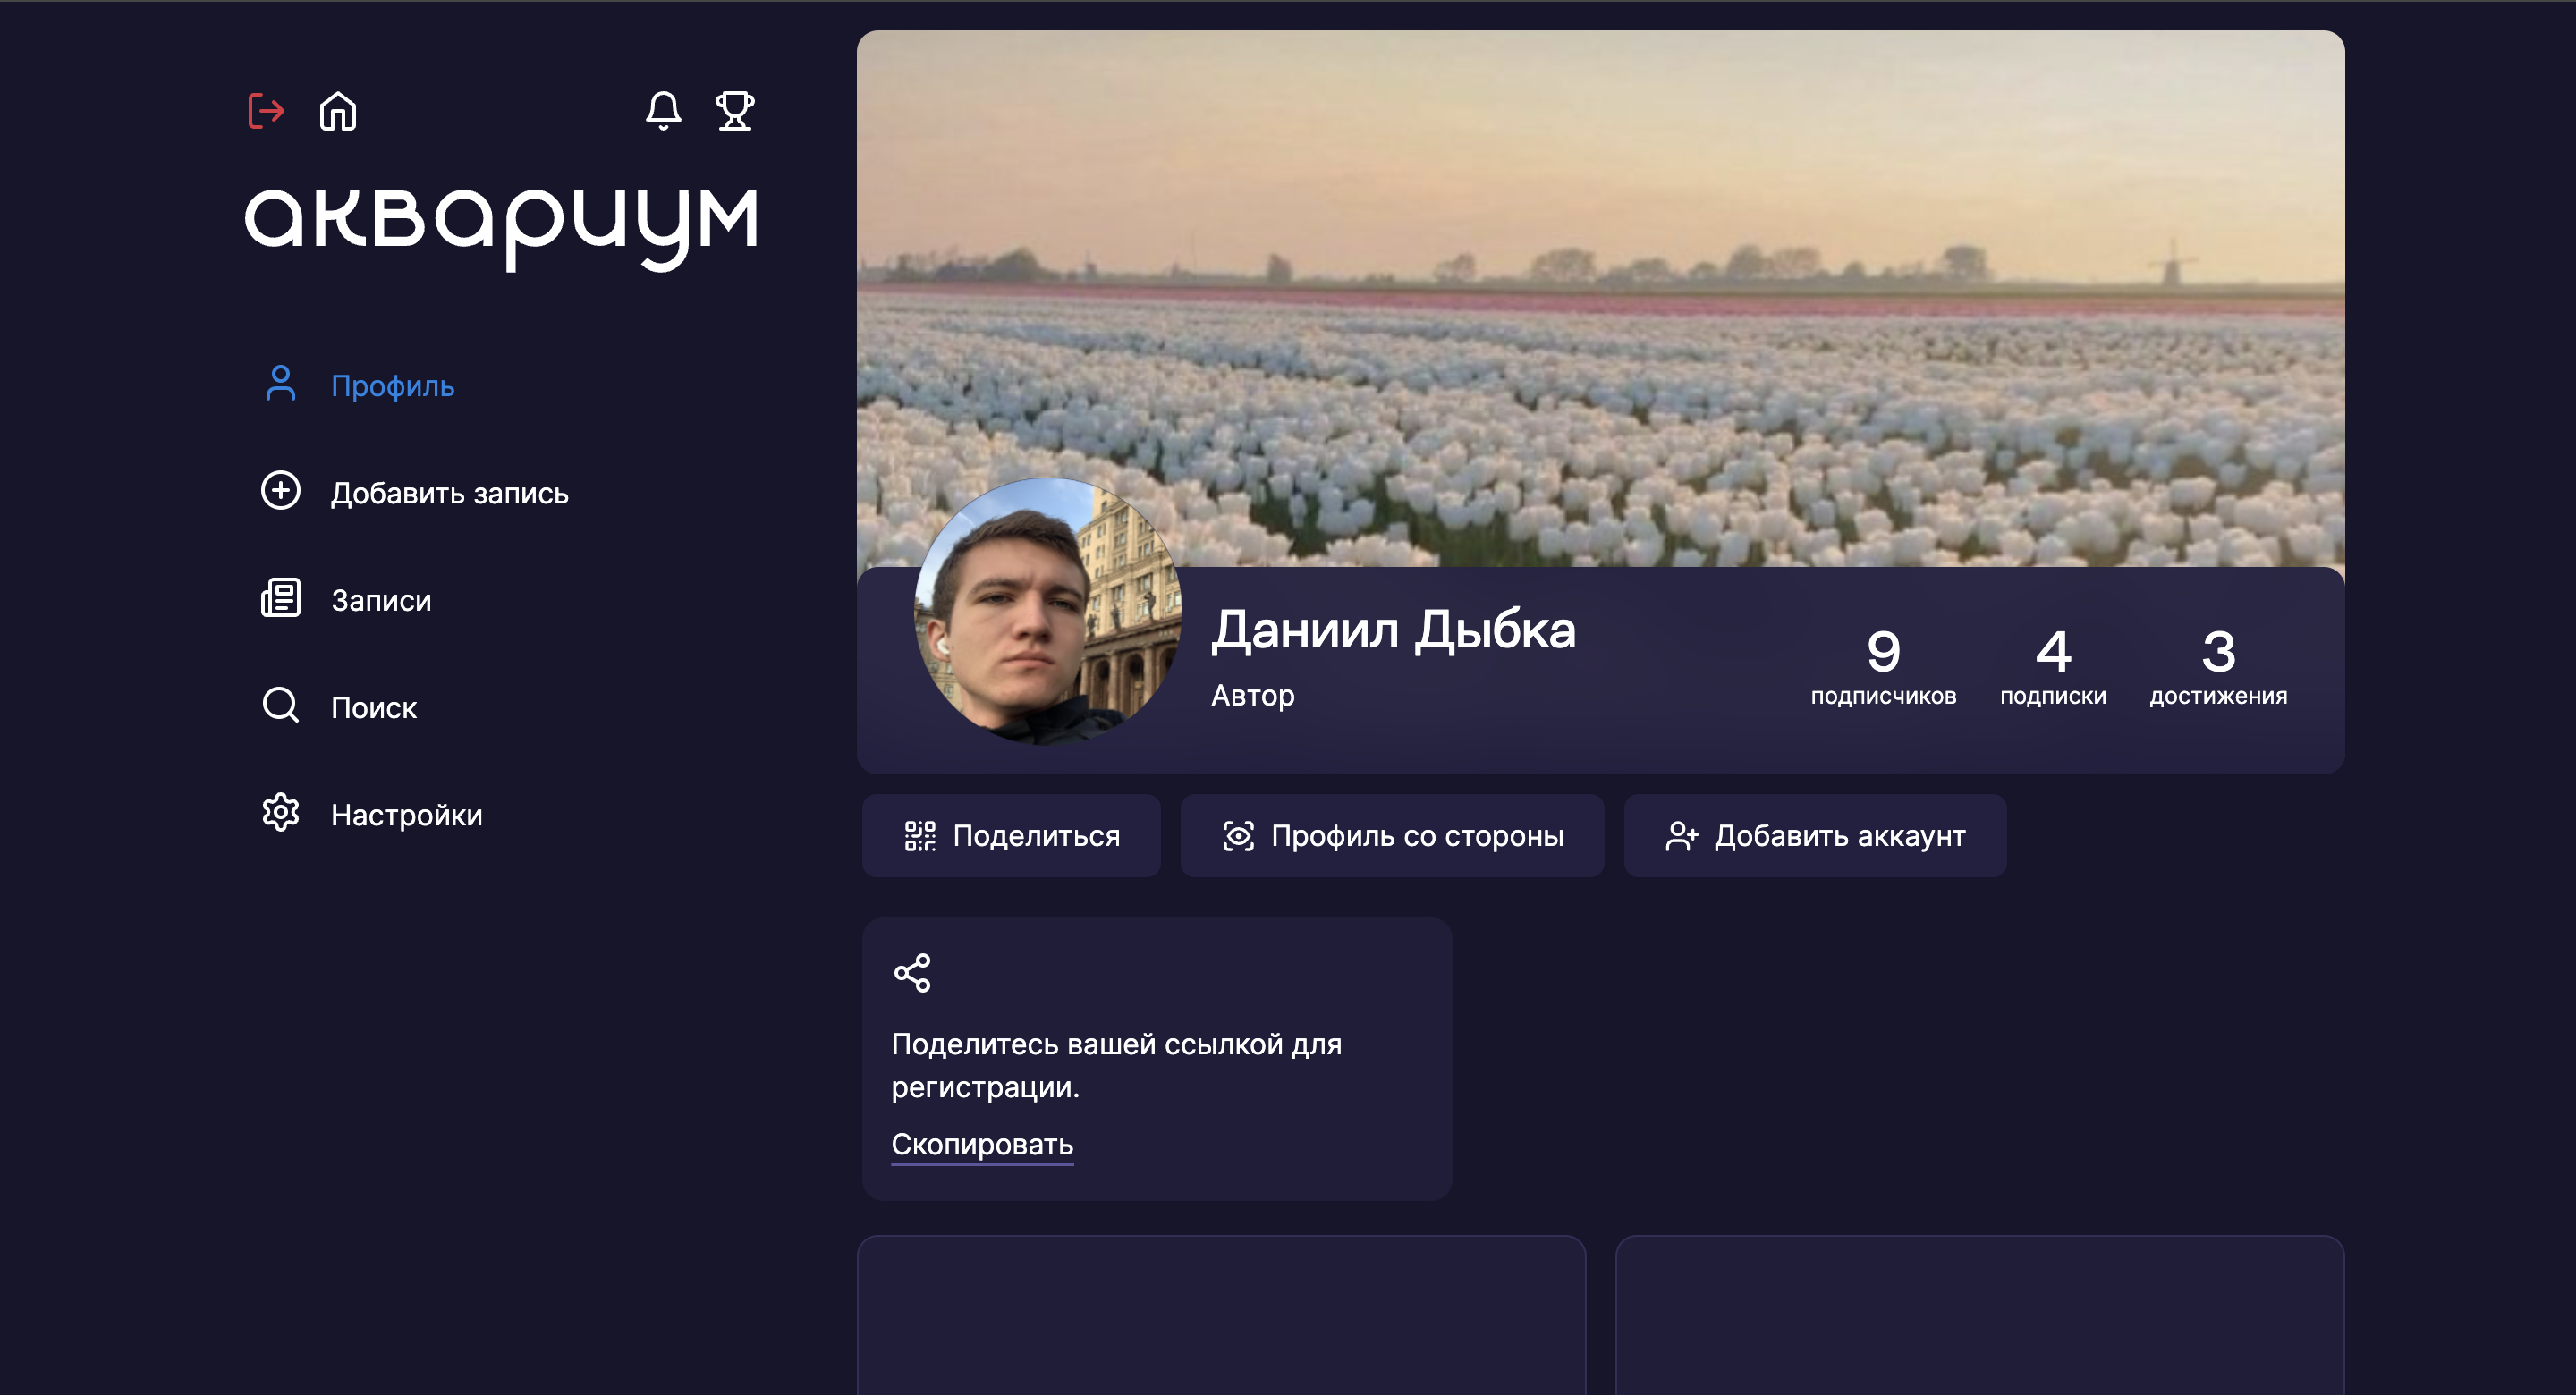 аквариум
Профиль
Добавить запись
Записи
Поиск
Настройки
Даниил Дыбка
Автор
9
подписчиков
4
подписки
3
достижения
Поделиться
Профиль со стороны
Добавить аккаунт
Поделитесь вашей ссылкой для
регистрации.
Скопировать